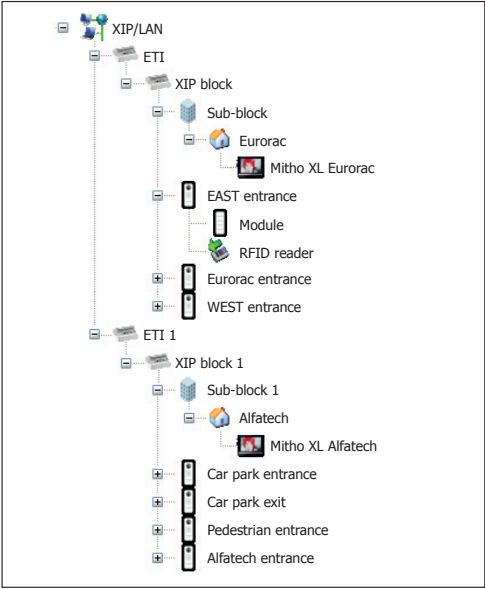 XIP/LAN
ETI
XIP block
Sub-block
Eurorac
Mitho XL Eurorac
EAST entrance
Module
RFID reader
Eurorac entrance
WEST entrance
ETI 1
XIP block 1
Sub-block 1
Alfatech
Mitho XL Alfatech
Car park entrance
Car park exit
Pedestrian entrance
Alfatech entrance